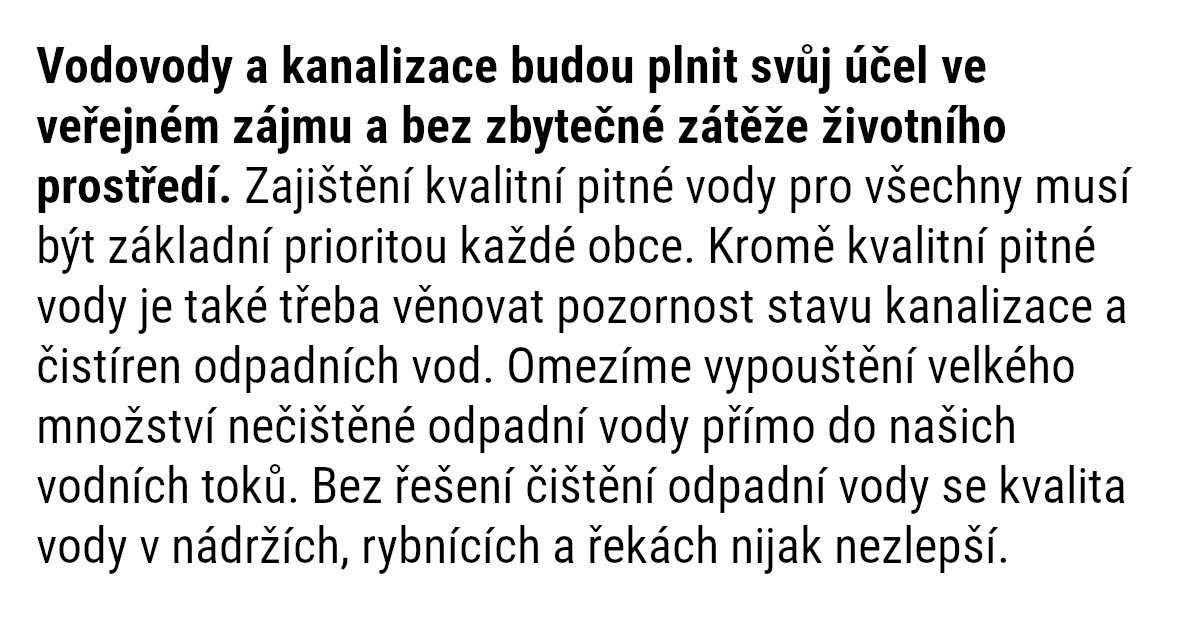 Vodovody a kanalizace budou plnit svůj účel ve
veřejném zájmu a bez zbytečné zátěže životního
prostředí. Zajištění kvalitní pitné vody pro všechny musí
být základní prioritou každé obce. Kromě kvalitní pitné
vody je také třeba věnovat pozornost stavu kanalizace a
čistíren odpadních vod. Omezíme vypouštění velkého
množství nečištěné odpadní vody přímo do našich
vodních toků. Bez řešení čištění odpadní vody se kvalita
vody v nádržích, rybnících a řekách nijak nezlepší.